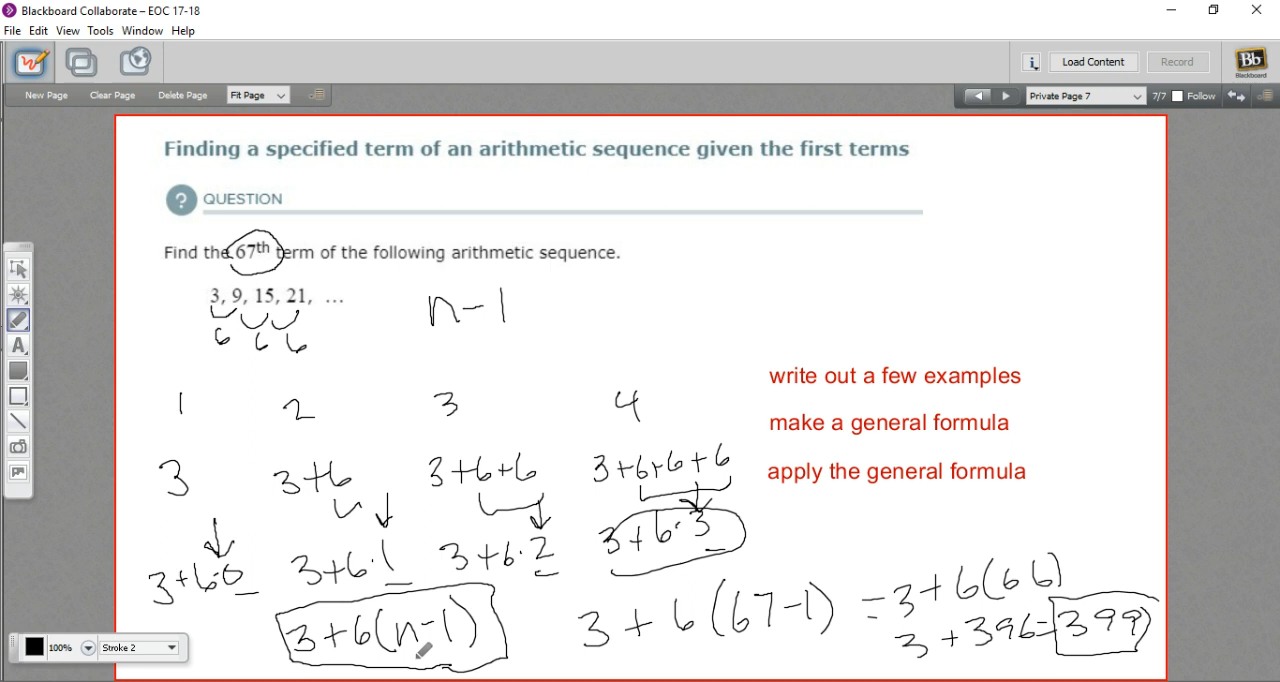 Blackboard Collaborate – EOC 17-18
File Edit View Tools Window Help
Load Content Record
Bb
Blackboard
New Page Clear Page Delete Page Fit Page
Private Page 7 7/7 Follow
Finding a specified term of an arithmetic sequence given the first terms
? QUESTION
Find the 67th term of the following arithmetic sequence.
3, 9, 15, 21, ...
n-1
6 6 6
1 2 3 4
write out a few examples
make a general formula
apply the general formula
3 3+6 3+6+6 3+6+6+6
3+6·0 3+6·1 3+6·2 3+6·3
3+6(n-1) 3+6(67-1) = 3+6(66)
3+396=399
100% Stroke 2